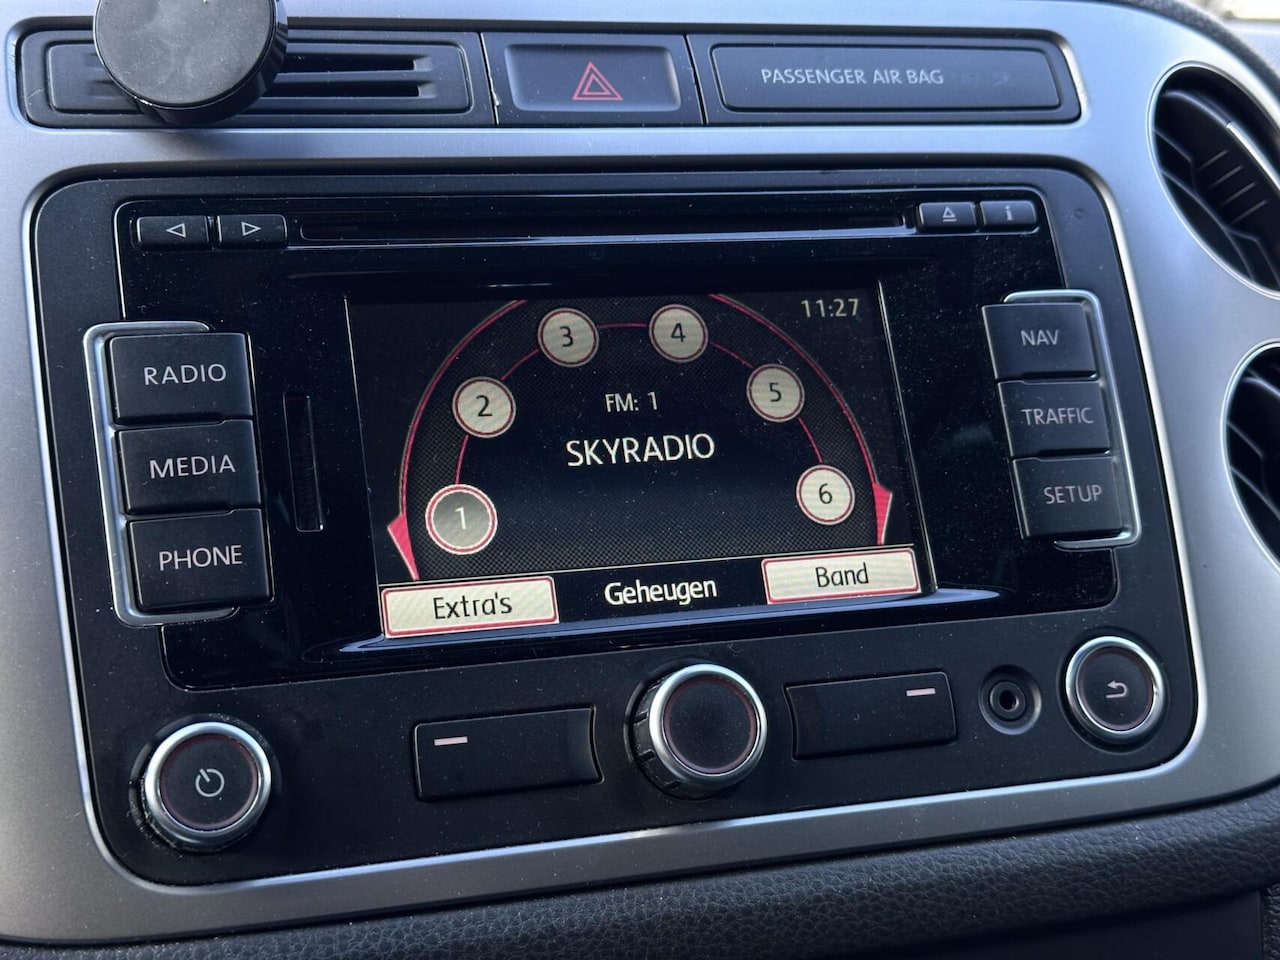 PASSENGER AIR BAG
i
RADIO
MEDIA
PHONE
11:27
3
4
2
5
1
6
FM: 1
SKYRADIO
Extra's
Geheugen
Band
NAV
TRAFFIC
SETUP